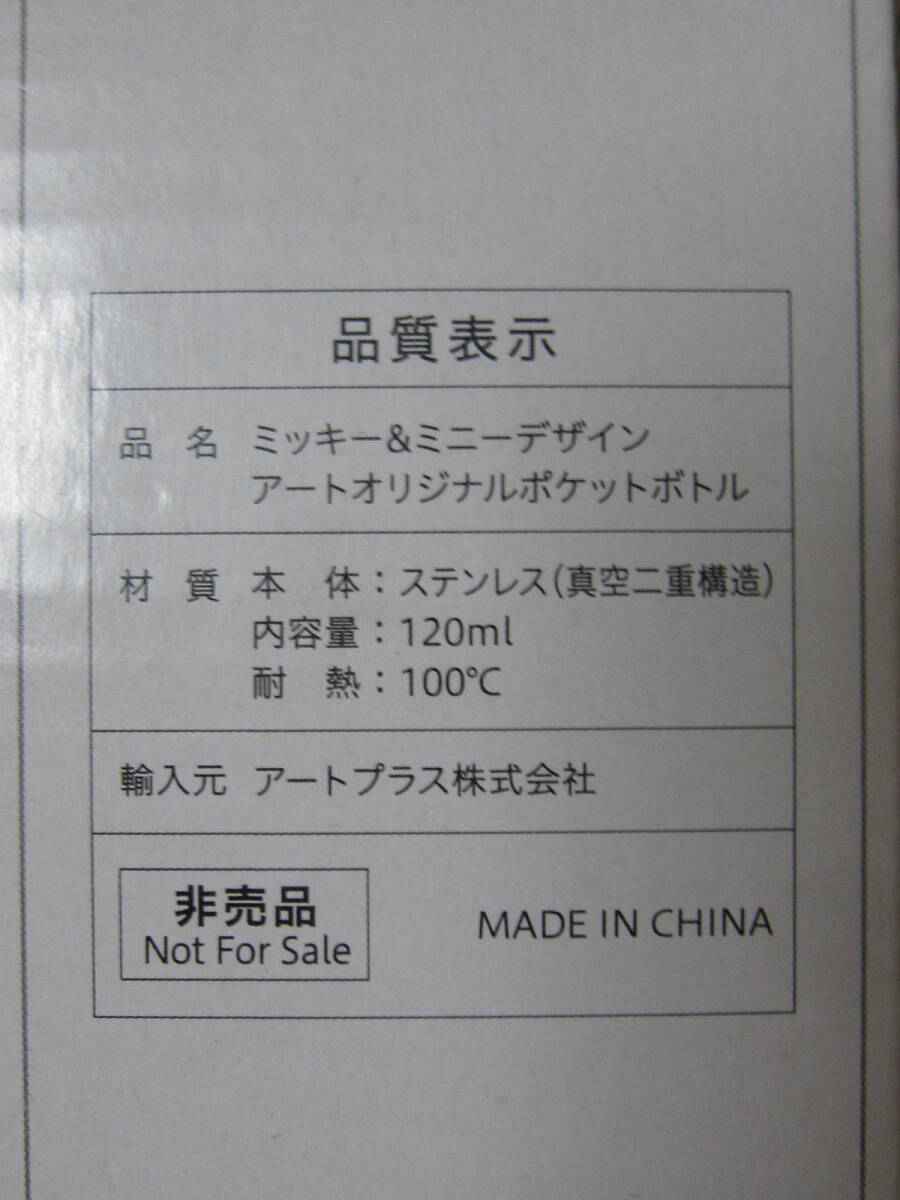 品質表示
品　名　ミッキー&ミニーデザイン
アートオリジナルポケットボトル
材　質　本　体：ステンレス(真空二重構造)
内容量：120ml
耐　熱：100℃
輸入元　アートプラス株式会社
非売品
Not For Sale
MADE IN CHINA